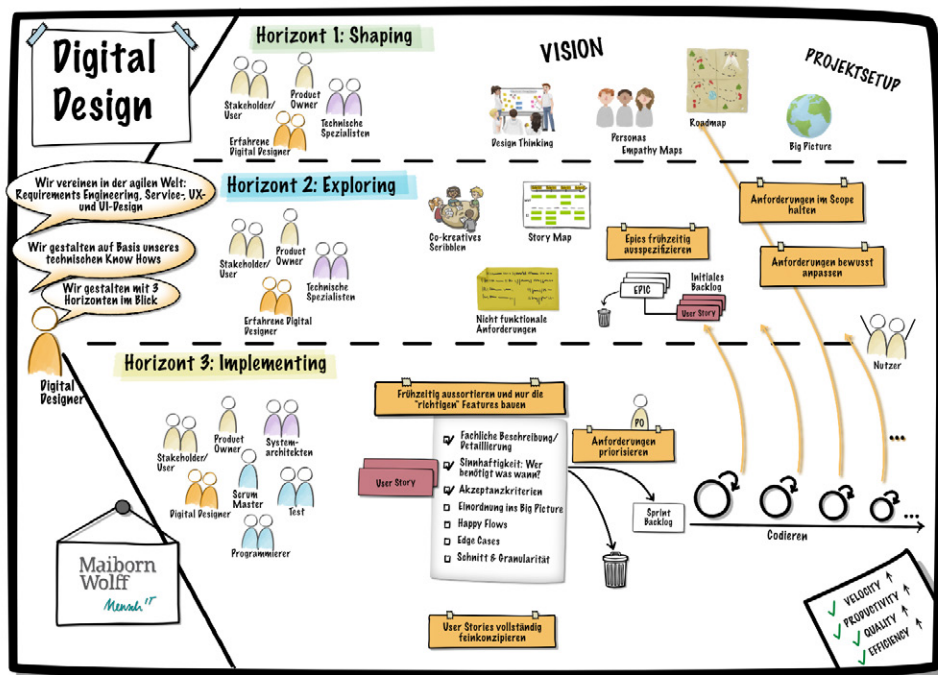 Digital
Design
Horizont 1: Shaping
Stakeholder/
User
Product
Owner
Technische
Spezialisten
Erfahrene
Digital Designer
VISION
Design Thinking
Personas
Empathy Maps
Roadmap
PROJEKTSETUP
Big Picture
Wir vereinen in der agilen Welt:
Requirements Engineering, Service-, UX-
und UI-Design
Wir gestalten auf Basis unseres
technischen Know Hows
Wir gestalten mit 3
Horizonten im Blick
Digital
Designer
Horizont 2: Exploring
Stakeholder/
User
Product
Owner
Technische
Spezialisten
Erfahrene Digital
Designer
Co-kreatives
Scribblen
Story Map
Nicht funktionale
Anforderungen
Epics frühzeitig
ausspezifizieren
EPIC
Initiales
Backlog
User Story
Anforderungen im Scope
halten
Anforderungen bewusst
anpassen
Nutzer
Horizont 3: Implementing
Stakeholder/
User
Product
Owner
System-
architekten
Digital Designer
Scrum
Master
Test
Programmierer
Frühzeitig aussortieren und nur die
"richtigen" Features bauen
User Story
Fachliche Beschreibung/
Detaillierung
Sinnhaftigkeit: Wer
benötigt was wann?
Akzeptanzkriterien
Einordnung ins Big Picture
Happy Flows
Edge Cases
Schnitt & Granularität
PO
Anforderungen
priorisieren
Sprint
Backlog
...
...
Codieren
User Stories vollständig
feinkonzipieren
Maiborn
Wolff
Mensch IT
VELOCITY
PRODUCTIVITY
QUALITY
EFFICIENCY